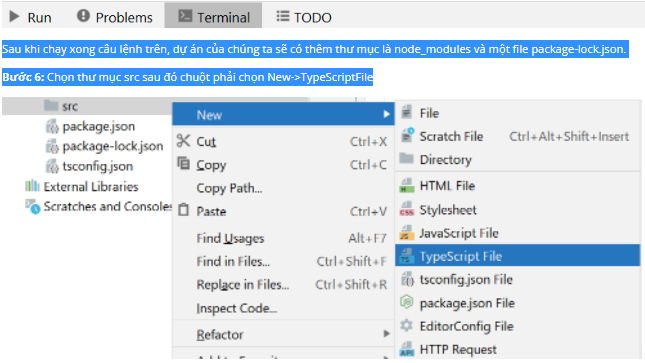 Run Problems Terminal TODO
Sau khi chạy xong câu lệnh trên, dự án của chúng ta sẽ có thêm thư mục là node_modules và một file package-lock.json.
Bước 6: Chọn thư mục src sau đó chuột phải chọn New->TypeScriptFile
src
package.json
package-lock.json
tsconfig.json
External Libraries
Scratches and Consoles
New
Cut Ctrl+X
Copy Ctrl+C
Copy Path...
Paste Ctrl+V
Find Usages Alt+F7
Find in Files... Ctrl+Shift+F
Replace in Files... Ctrl+Shift+R
Inspect Code...
Refactor
File
Scratch File Ctrl+Alt+Shift+Insert
Directory
HTML File
Stylesheet
JavaScript File
TypeScript File
tsconfig.json File
package.json File
EditorConfig File
HTTP Request